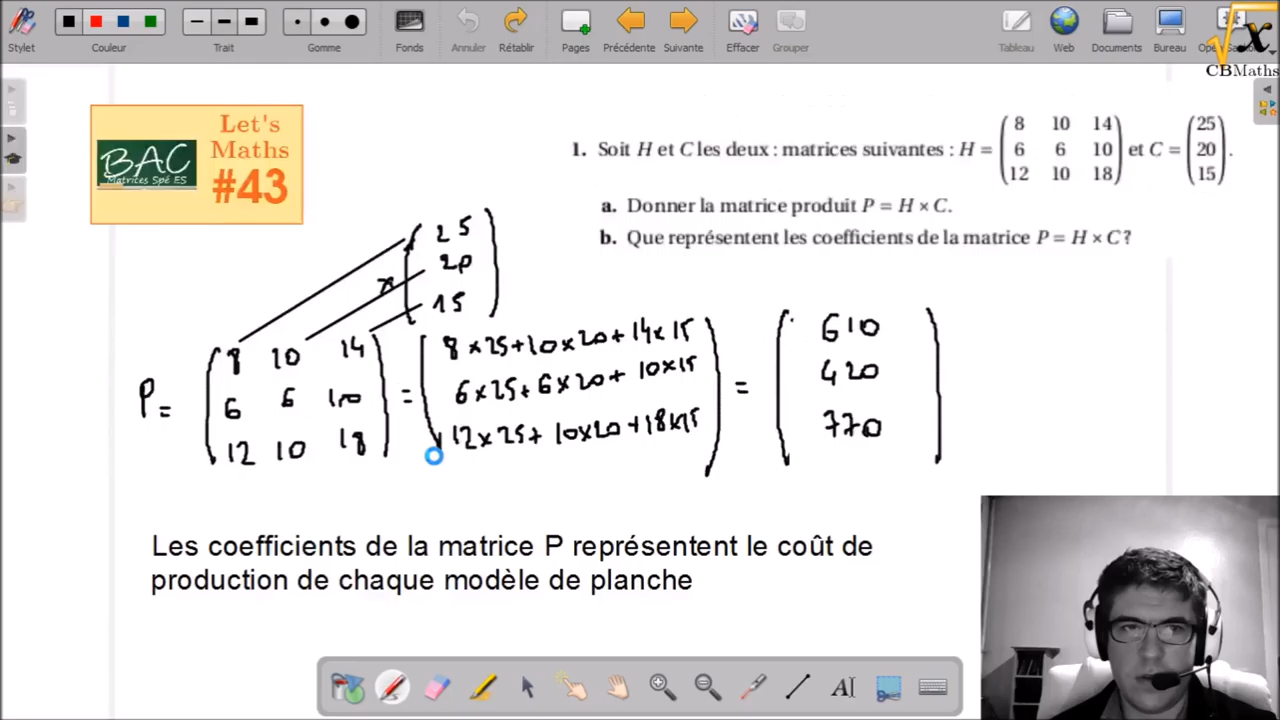 Stylet Couleur Trait Gomme Fonds Annuler Rétablir Pages Précédente Suivante Effacer Grouper Tableau Web Documents Bureau
√x
CBMaths
Let's
Maths
#43
BAC
Matrices Spé ES
1. Soit H et C les deux : matrices suivantes : H = ( 8 10 14 6 6 10 12 10 18 ) et C = ( 25 20 15 ) .
a. Donner la matrice produit P = H × C.
b. Que représentent les coefficients de la matrice P = H × C ?
25
× 20
15
8 10 14 8×25+10×20+14×15 610
P= 6 6 10 = 6×25+6×20+10×15 = 420
12 10 18 12×25+10×20+18×15 770
Les coefficients de la matrice P représentent le coût de
production de chaque modèle de planche
AI